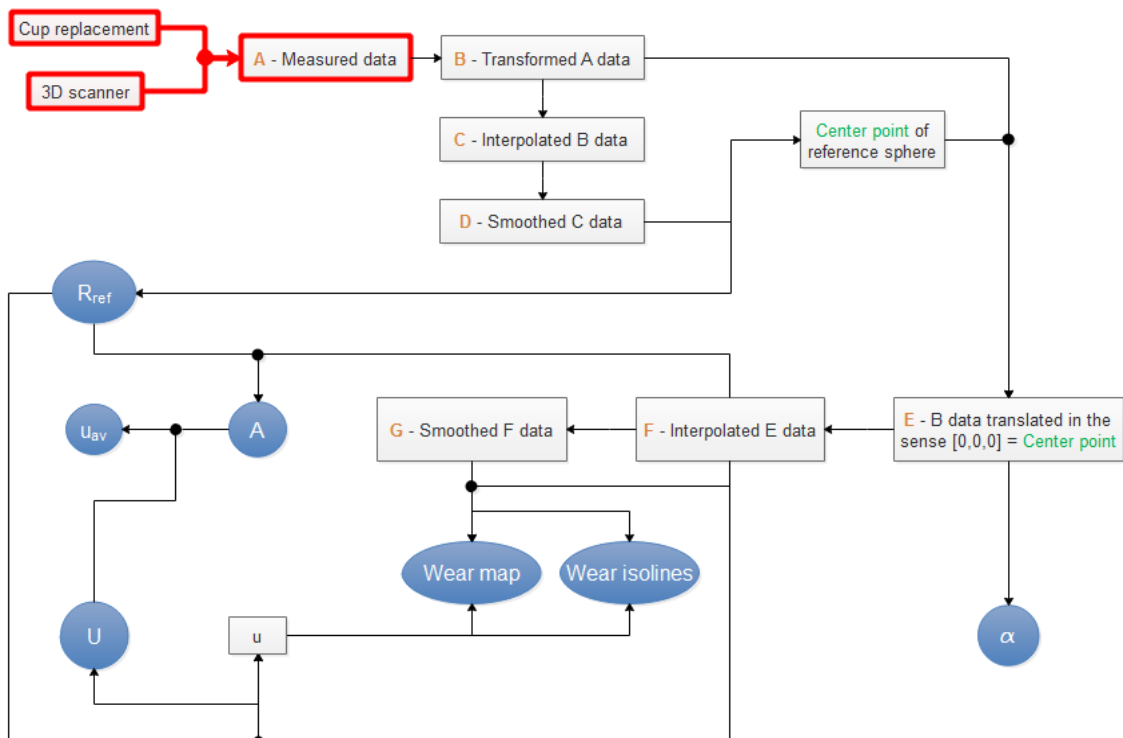 Cup replacement
A - Measured data
B - Transformed A data
3D scanner
C - Interpolated B data
Center point of
reference sphere
D - Smoothed C data
Rref
uav
A
G - Smoothed F data
F - Interpolated E data
E - B data translated in the
sense [0,0,0] = Center point
Wear map
Wear isolines
U
u
α